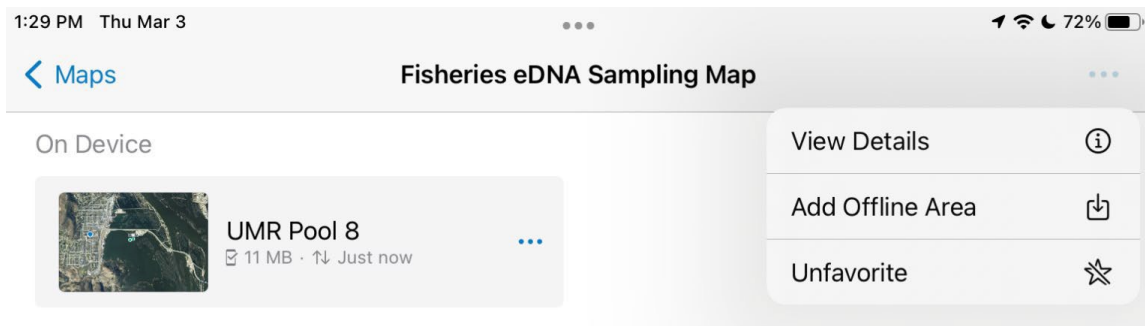 1:29 PM Thu Mar 3
72%
Maps
Fisheries eDNA Sampling Map
On Device
View Details
Add Offline Area
Unfavorite
UMR Pool 8
11 MB · Just now